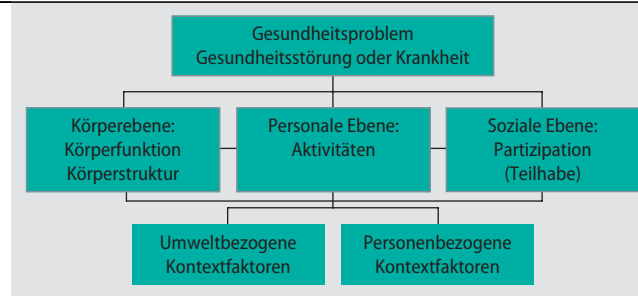 Gesundheitsproblem
Gesundheitsstörung oder Krankheit
Körperebene:
Körperfunktion
Körperstruktur
Personale Ebene:
Aktivitäten
Soziale Ebene:
Partizipation
(Teilhabe)
Umweltbezogene
Kontextfaktoren
Personenbezogene
Kontextfaktoren